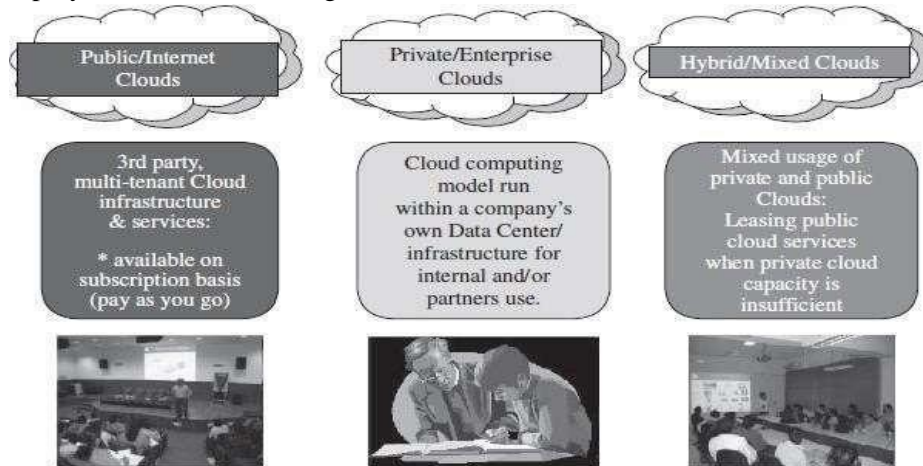 Public/Internet
Clouds
Private/Enterprise
Clouds
Hybrid/Mixed Clouds
3rd party,
multi-tenant Cloud
infrastructure
& services:
* available on
subscription basis
(pay as you go)
Cloud computing
model run
within a company's
own Data Center/
infrastructure for
internal and/or
partners use.
Mixed usage of
private and public
Clouds:
Leasing public
cloud services
when private cloud
capacity is
insufficient